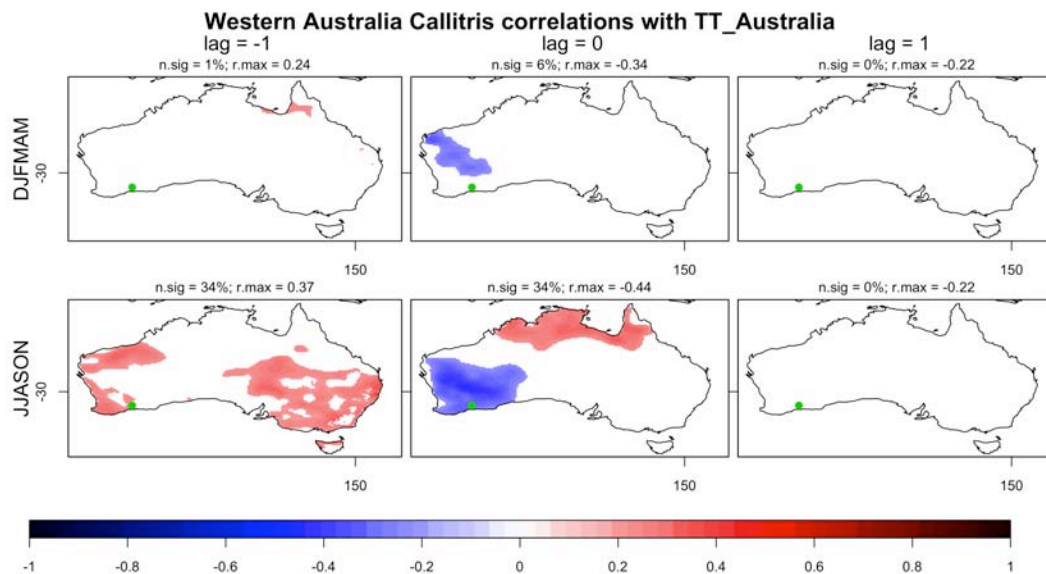 Western Australia Callitris correlations with TT_Australia
lag = -1 lag = 0 lag = 1
n.sig = 1%; r.max = 0.24 n.sig = 6%; r.max = -0.34 n.sig = 0%; r.max = -0.22
DJFMAM
-30
150 150 150
n.sig = 34%; r.max = 0.37 n.sig = 34%; r.max = -0.44 n.sig = 0%; r.max = -0.22
JJASON
-30
150 150 150
-1 -0.8 -0.6 -0.4 -0.2 0 0.2 0.4 0.6 0.8 1